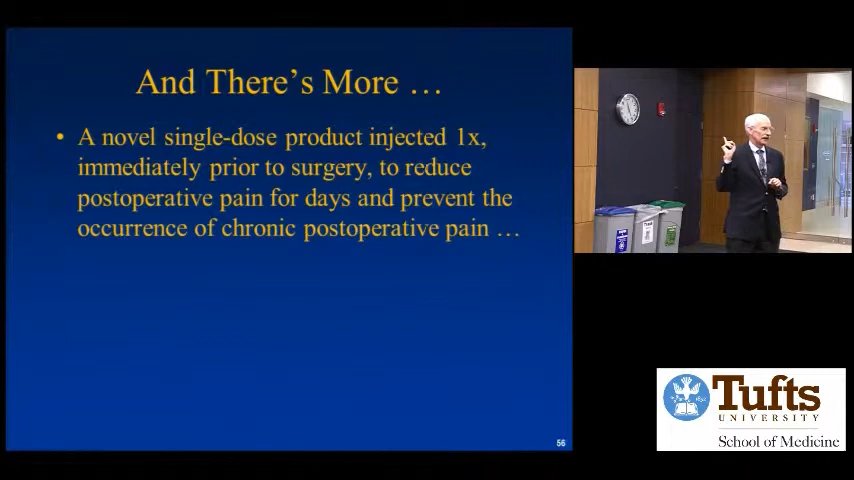 And There's More …
• A novel single-dose product injected 1x,
immediately prior to surgery, to reduce
postoperative pain for days and prevent the
occurrence of chronic postoperative pain …
56
Tufts
UNIVERSITY
School of Medicine